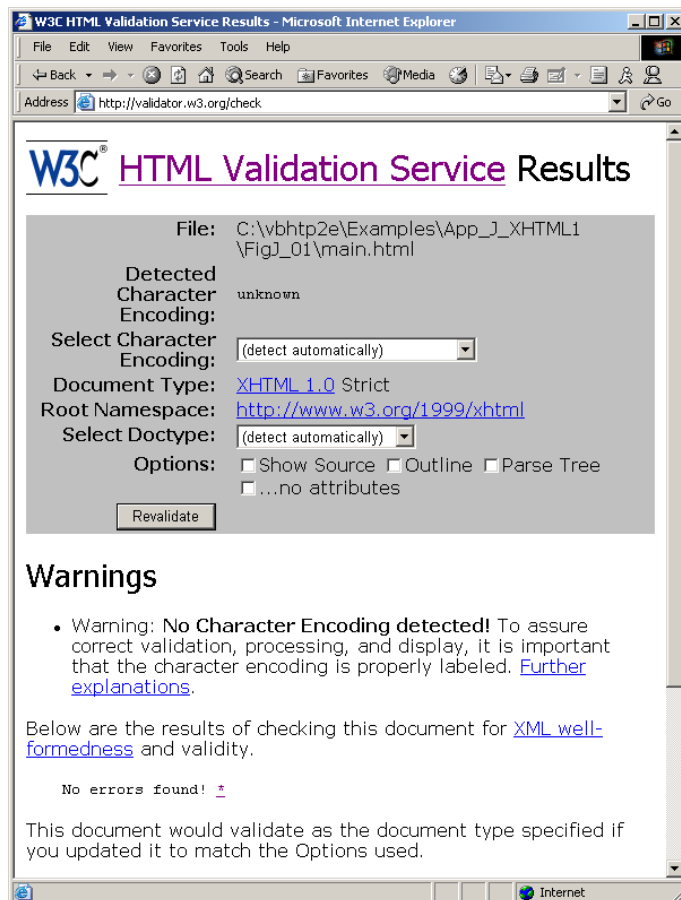 W3C HTML Validation Service Results - Microsoft Internet Explorer
File Edit View Favorites Tools Help
Back Search Favorites Media
Address http://validator.w3.org/check Go
W3C® HTML Validation Service Results
File: C:\vbhtp2e\Examples\App_J_XHTML1
\FigJ_01\main.html
Detected
Character unknown
Encoding:
Select Character
Encoding: (detect automatically)
Document Type: XHTML 1.0 Strict
Root Namespace: http://www.w3.org/1999/xhtml
Select Doctype: (detect automatically)
Options: Show Source Outline Parse Tree
...no attributes
Revalidate
Warnings
• Warning: No Character Encoding detected! To assure
correct validation, processing, and display, it is important
that the character encoding is properly labeled. Further
explanations.
Below are the results of checking this document for XML well-
formedness and validity.
No errors found! *
This document would validate as the document type specified if
you updated it to match the Options used.
Internet